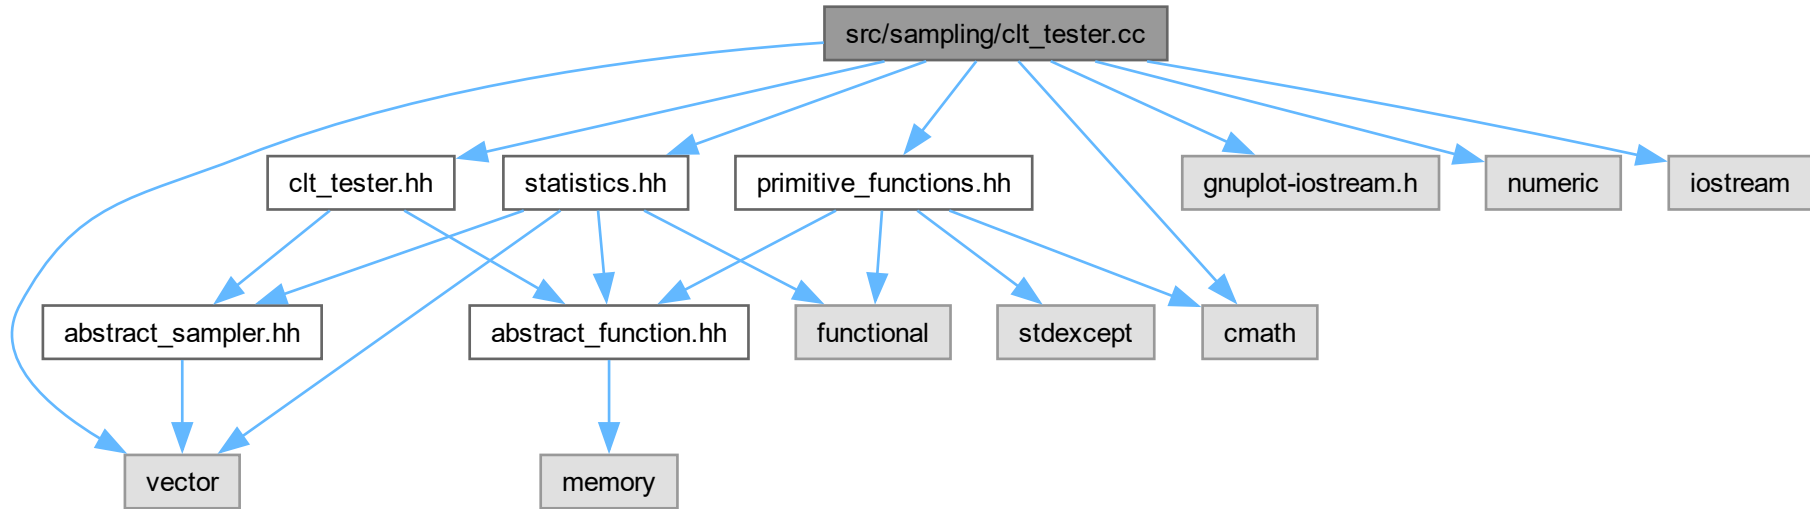 src/sampling/clt_tester.cc
clt_tester.hh
statistics.hh
primitive_functions.hh
gnuplot-iostream.h
numeric
iostream
abstract_sampler.hh
abstract_function.hh
functional
stdexcept
cmath
vector
memory